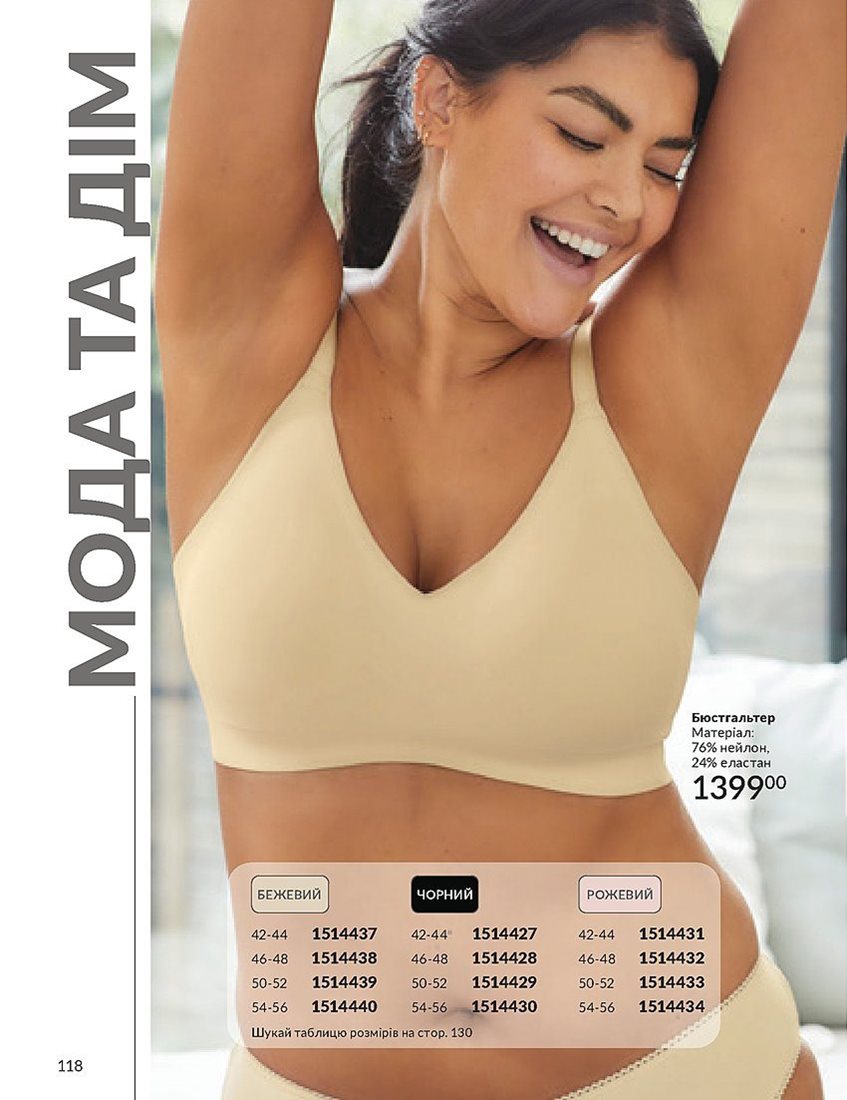 МОДА ТА ДІМ
Бюстгальтер
Матеріал:
76% нейлон,
24% еластан
1399⁰⁰
БЕЖЕВИЙ
42-44 1514437
46-48 1514438
50-52 1514439
54-56 1514440
ЧОРНИЙ
42-44 1514427
46-48 1514428
50-52 1514429
54-56 1514430
РОЖЕВИЙ
42-44 1514431
46-48 1514432
50-52 1514433
54-56 1514434
Шукай таблицю розмірів на стор. 130
118